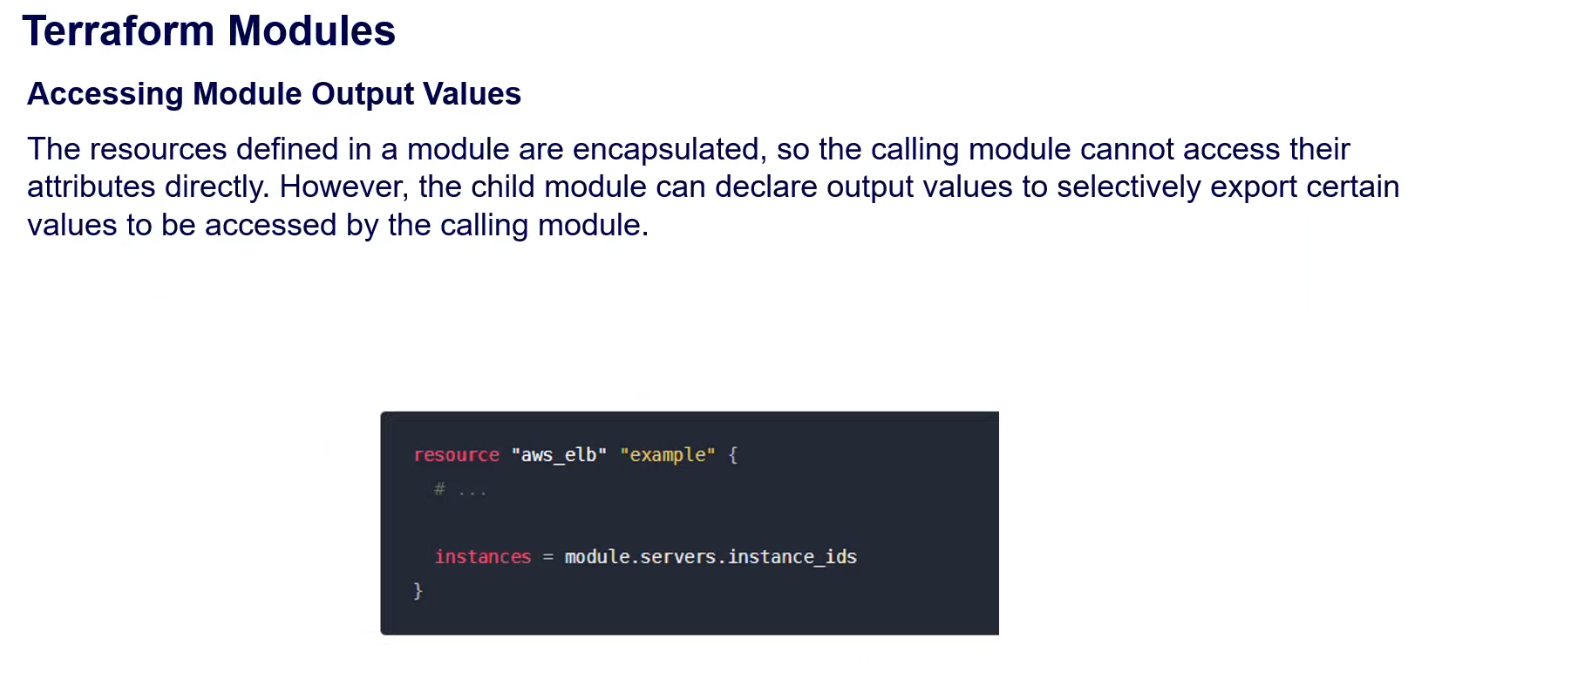 Terraform Modules
Accessing Module Output Values
The resources defined in a module are encapsulated, so the calling module cannot access their
attributes directly. However, the child module can declare output values to selectively export certain
values to be accessed by the calling module.
resource "aws_elb" "example" {
# ...
instances = module.servers.instance_ids
}